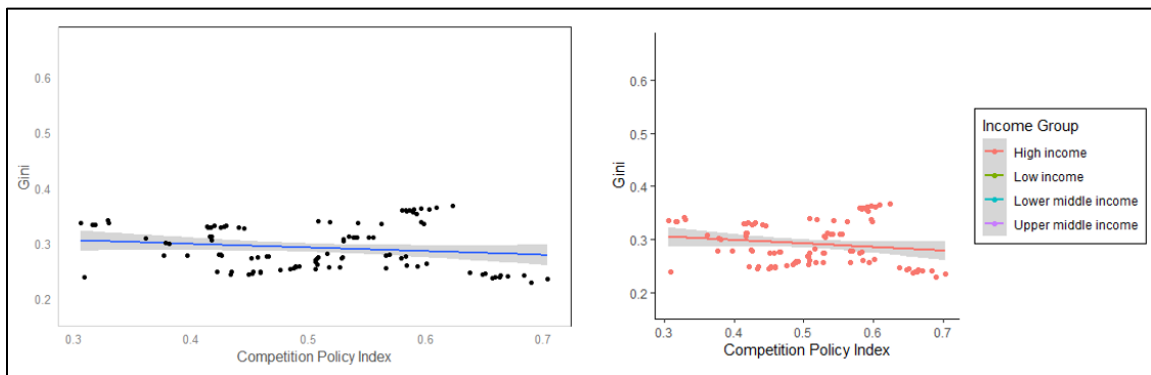 0.6
0.5
0.4
0.3
0.2
Gini
0.3 0.4 0.5 0.6 0.7
Competition Policy Index
0.6
0.5
0.4
0.3
0.2
Gini
0.3 0.4 0.5 0.6 0.7
Competition Policy Index
Income Group
High income
Low income
Lower middle income
Upper middle income